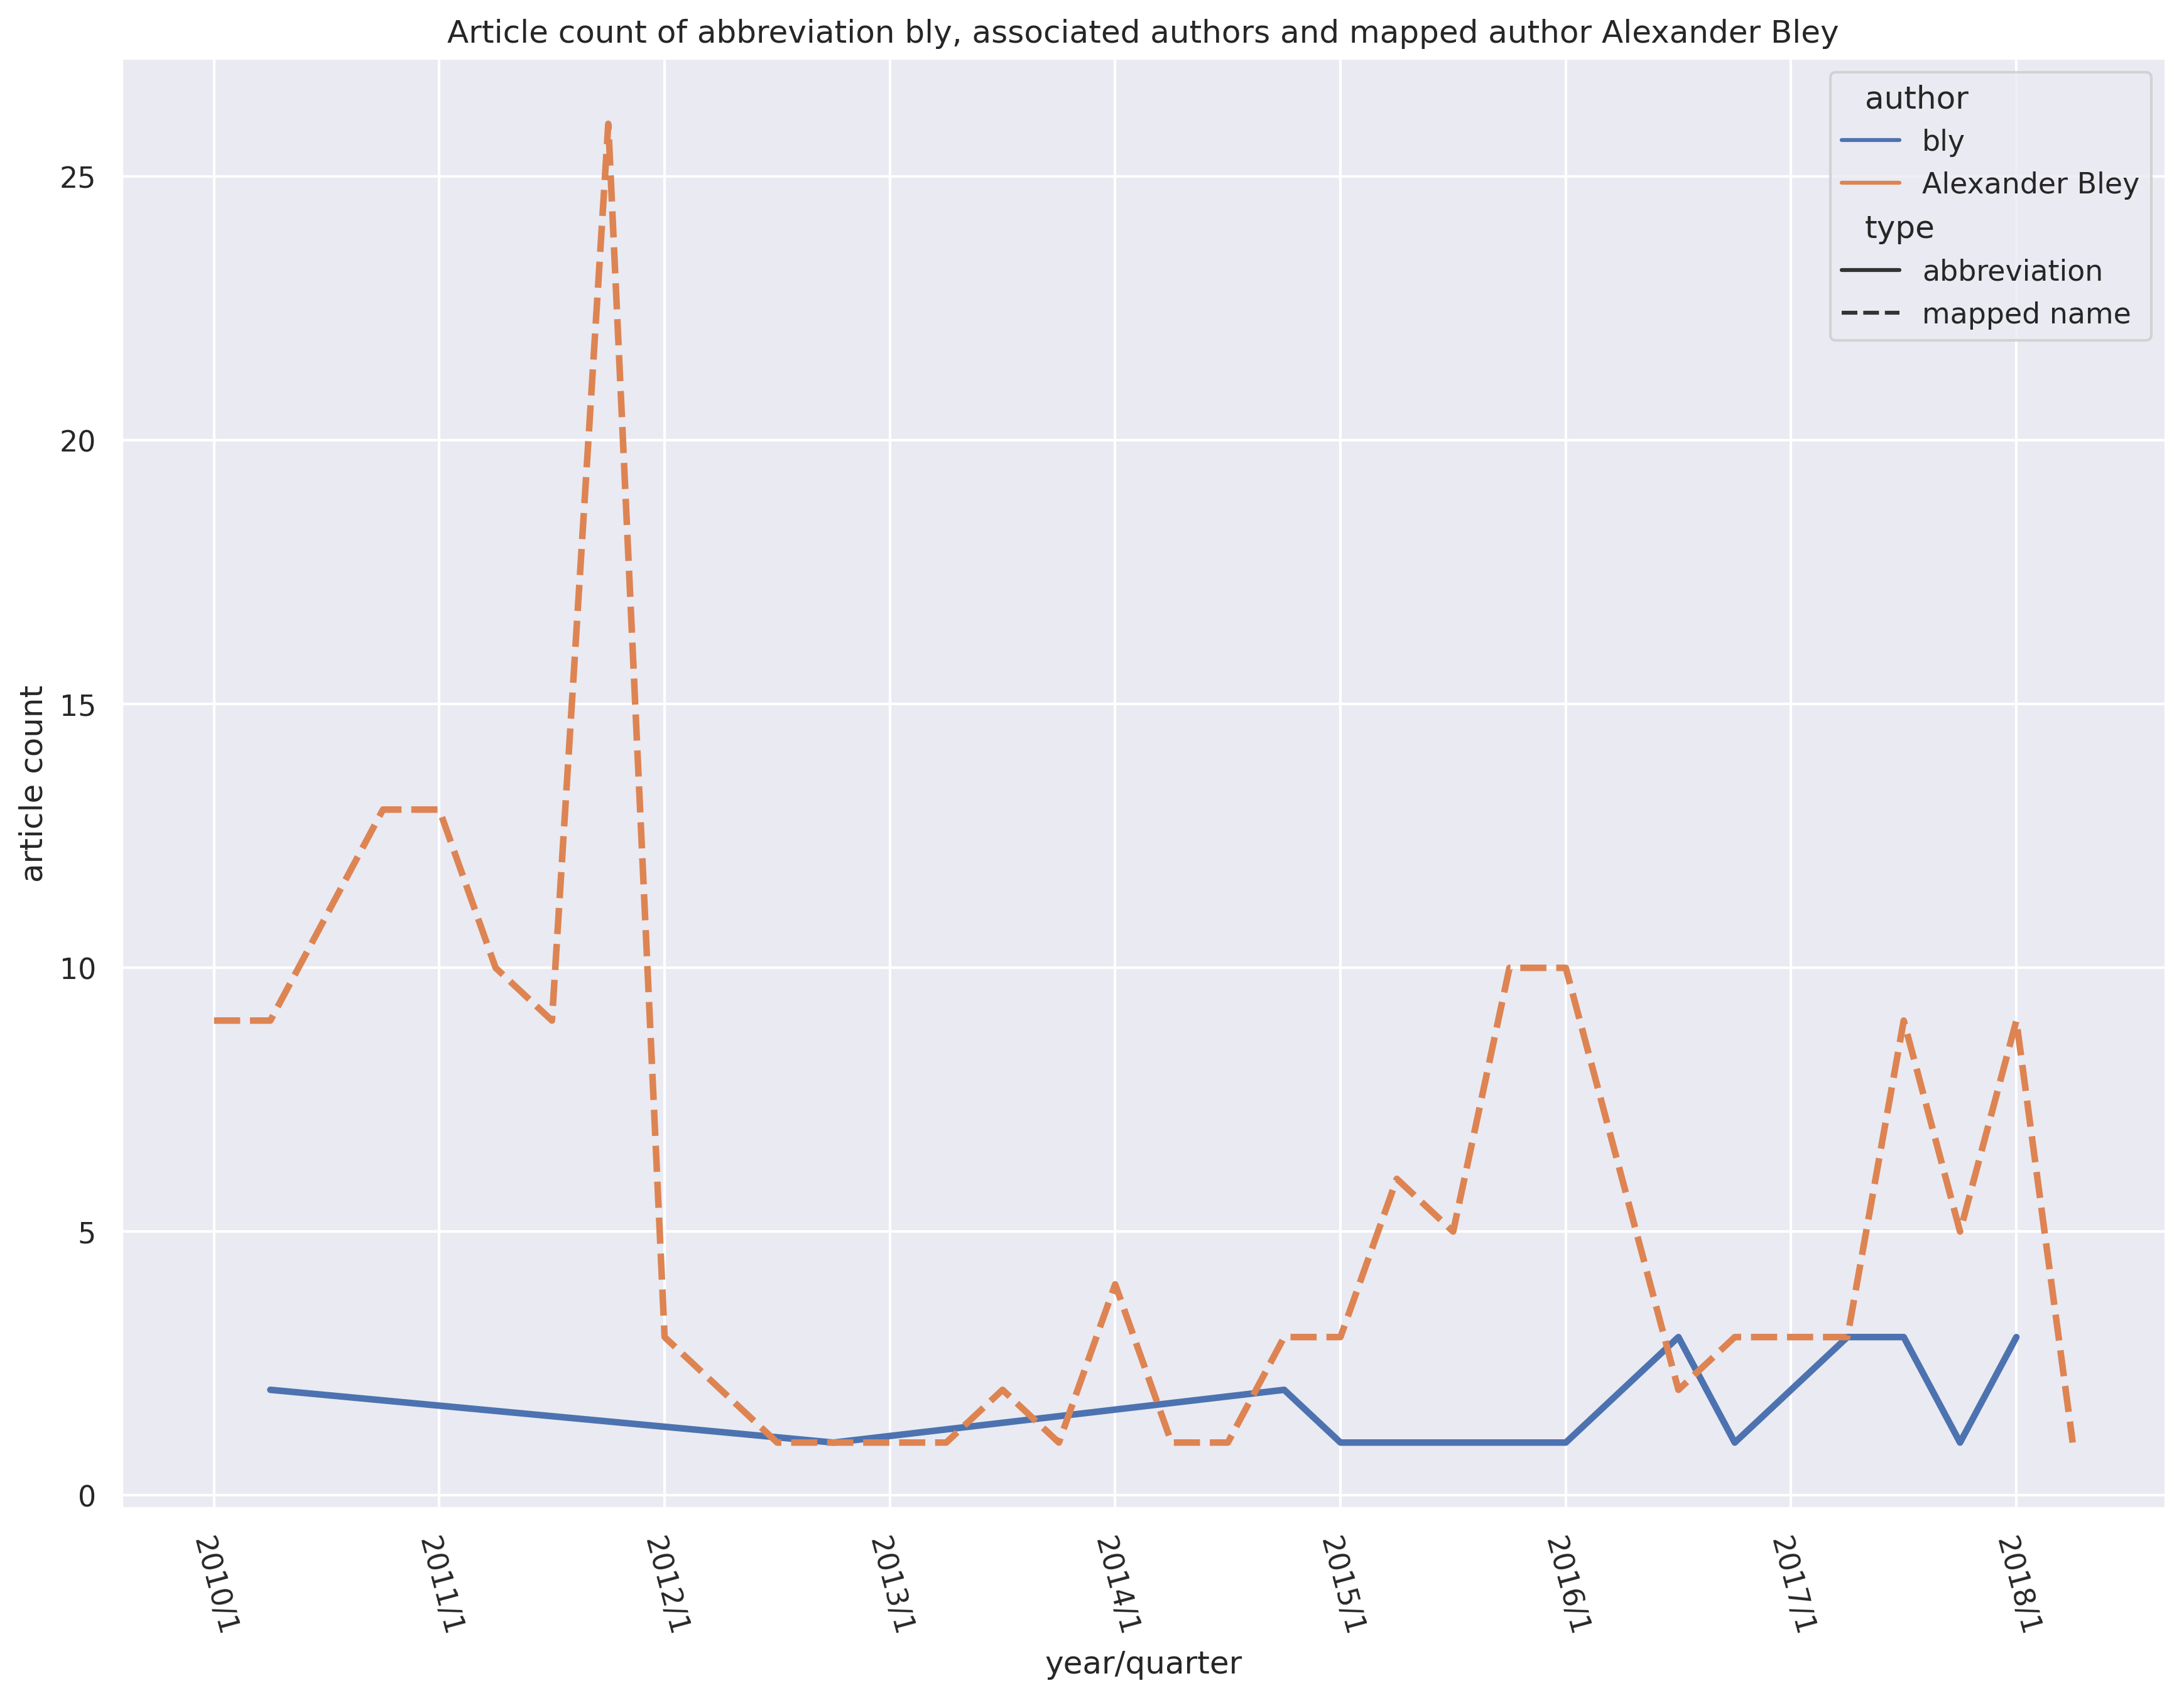 Article count of abbreviation bly, associated authors and mapped author Alexander Bley
author
bly
Alexander Bley
type
abbreviation
mapped name
article count
25
20
15
10
5
0
2010/1
2011/1
2012/1
2013/1
2014/1
2015/1
2016/1
2017/1
2018/1
year/quarter